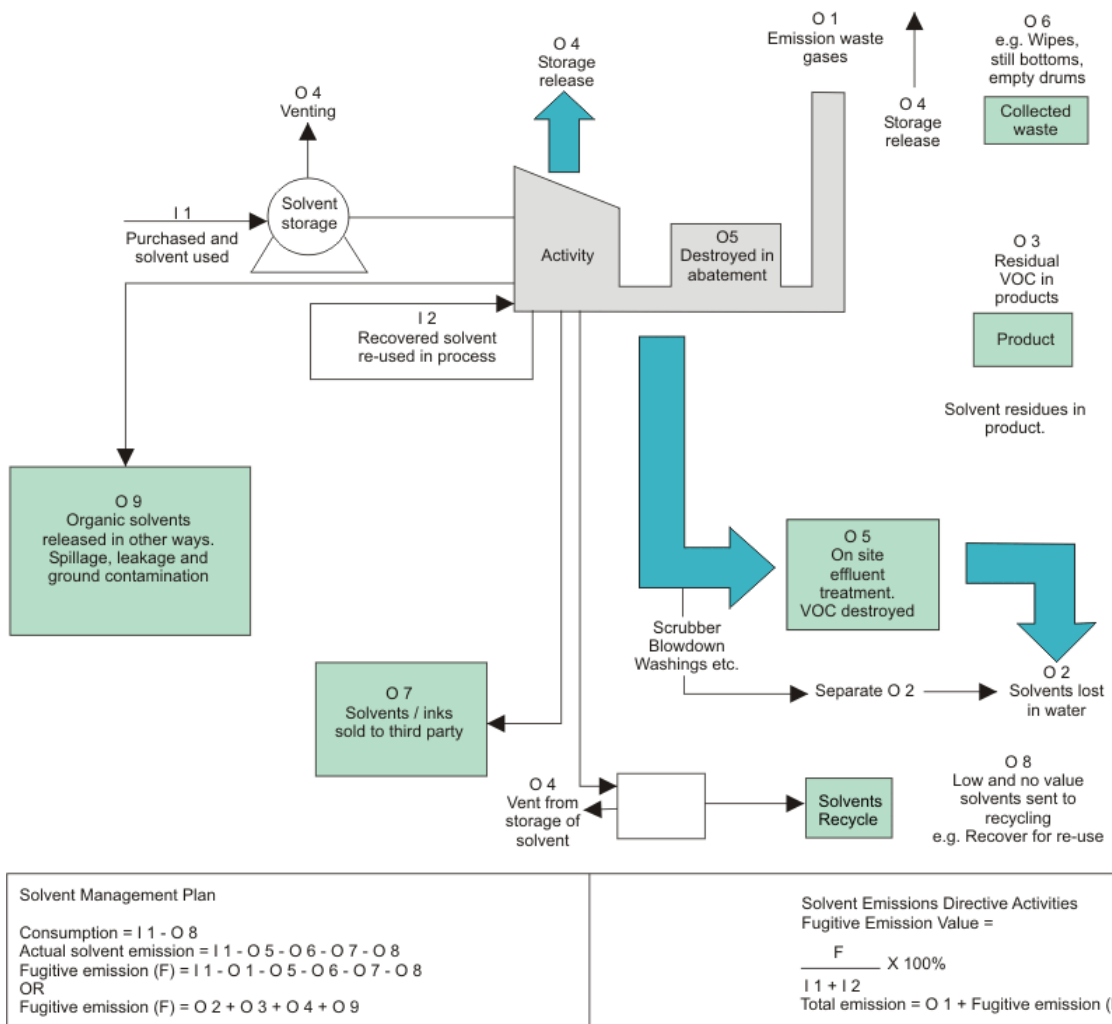 O 1
Emission waste
gases
O 6
e.g. Wipes,
still bottoms,
empty drums
Collected
waste
O 4
Storage
release
O 4
Storage
release
O 4
Venting
Solvent
storage
I 1
Purchased and
solvent used
Activity
O5
Destroyed in
abatement
O 3
Residual
VOC in
products
Product
Solvent residues in
product.
I 2
Recovered solvent
re-used in process
O 9
Organic solvents
released in other ways.
Spillage, leakage and
ground contamination
O 5
On site
effluent
treatment.
VOC destroyed
Scrubber
Blowdown
Washings etc.
Separate O 2
O 2
Solvents lost
in water
O 7
Solvents / inks
sold to third party
O 4
Vent from
storage of
solvent
Solvents
Recycle
O 8
Low and no value
solvents sent to
recycling
e.g. Recover for re-use
Solvent Management Plan
Consumption = I 1 - O 8
Actual solvent emission = I 1 - O 5 - O 6 - O 7 - O 8
Fugitive emission (F) = I 1 - O 1 - O 5 - O 6 - O 7 - O 8
OR
Fugitive emission (F) = O 2 + O 3 + O 4 + O 9
Solvent Emissions Directive Activities
Fugitive Emission Value =
F
X 100%
I 1 + I 2
Total emission = O 1 + Fugitive emission (